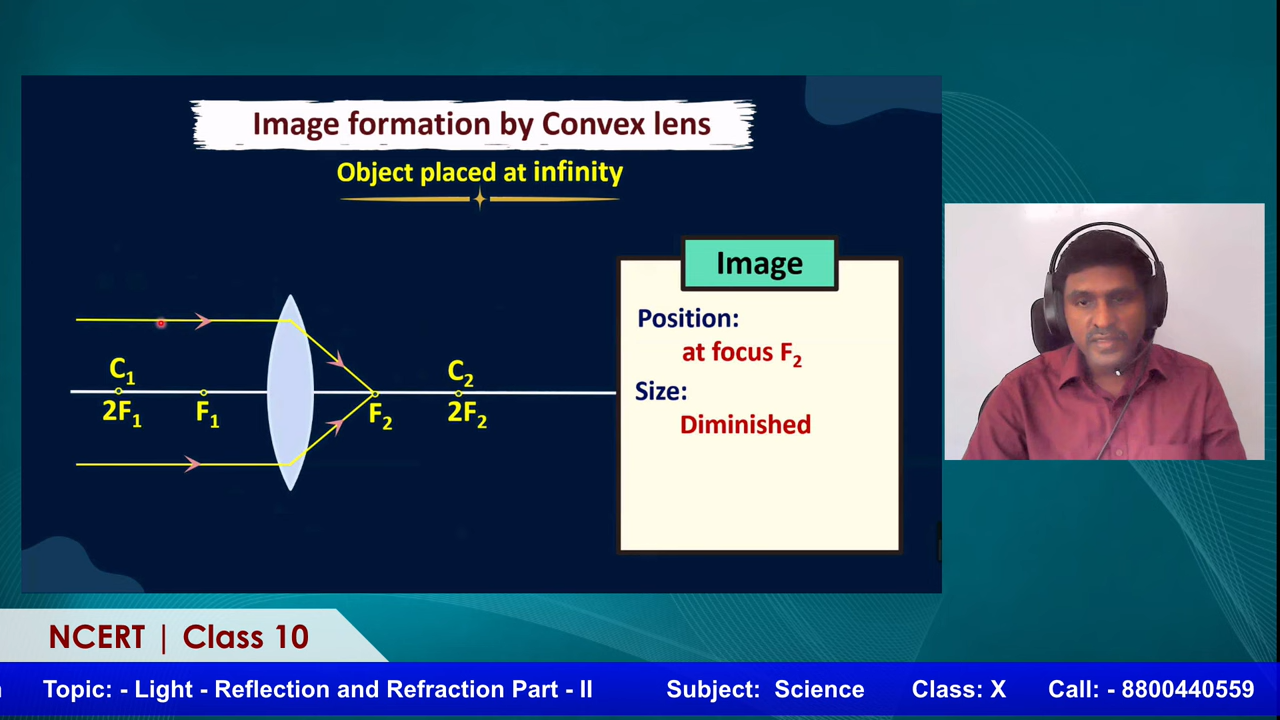 Image formation by Convex lens
Object placed at infinity
Image
Position:
at focus F₂
Size:
Diminished
C₁
C₂
2F₁
F₁
F₂
2F₂
NCERT | Class 10
Topic: - Light - Reflection and Refraction Part - II Subject: Science Class: X Call: - 8800440559